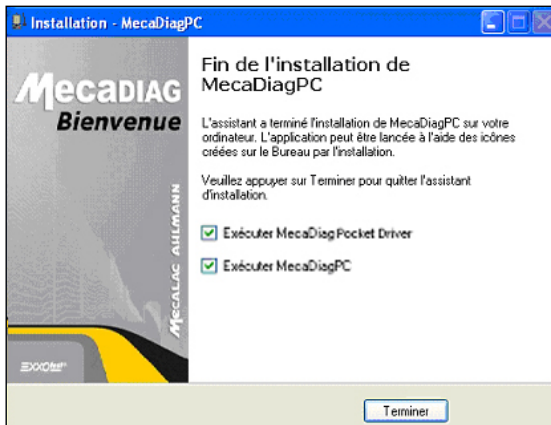 Installation - MecaDiagPC
MECADIAG
Bienvenue
MECALAC AHLMANN
EXXOtest
Fin de l'installation de
MecaDiagPC
L'assistant a terminé l'installation de MecaDiagPC sur votre
ordinateur. L'application peut être lancée à l'aide des icônes
créées sur le Bureau par l'installation.
Veuillez appuyer sur Terminer pour quitter l'assistant
d'installation.
Exécuter MecaDiag Pocket Driver
Exécuter MecaDiagPC
Terminer